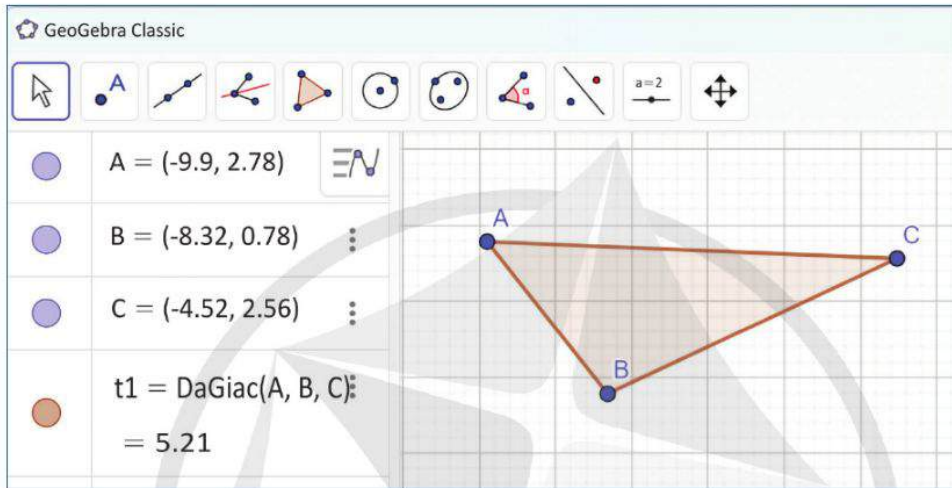 GeoGebra Classic
A
α
a=2
A = (-9.9, 2.78)
B = (-8.32, 0.78)
C = (-4.52, 2.56)
t1 = DaGiac(A, B, C)
= 5.21
A
C
B